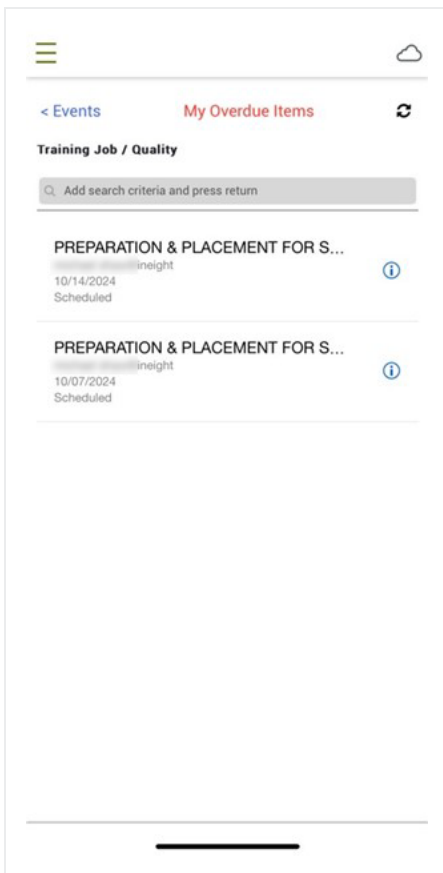 < Events My Overdue Items
Training Job / Quality
Add search criteria and press return
PREPARATION & PLACEMENT FOR S...
ineight
10/14/2024
Scheduled
PREPARATION & PLACEMENT FOR S...
ineight
10/07/2024
Scheduled